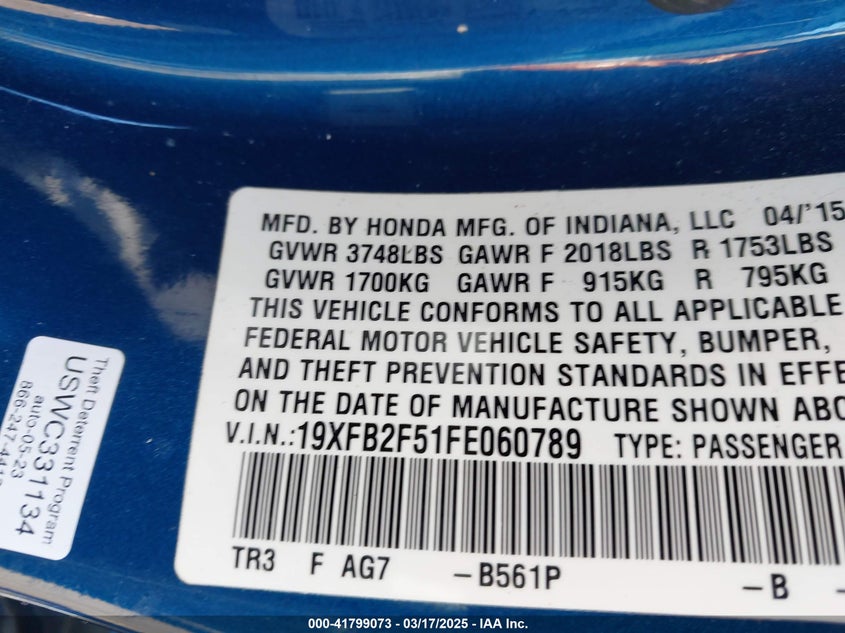 MFD. BY HONDA MFG. OF INDIANA, LLC 04/'15
GVWR 3748LBS GAWR F 2018LBS R 1753LBS
GVWR 1700KG GAWR F 915KG R 795KG
THIS VEHICLE CONFORMS TO ALL APPLICABLE
FEDERAL MOTOR VEHICLE SAFETY, BUMPER,
AND THEFT PREVENTION STANDARDS IN EFFE
ON THE DATE OF MANUFACTURE SHOWN ABO
V.I.N.:19XFB2F51FE060789 TYPE: PASSENGER
TR3 F AG7 -B561P -B -
Theft Deterrent Program
USWC331134
auto-05-23
866-247-4
000-41799073 - 03/17/2025 - IAA Inc.